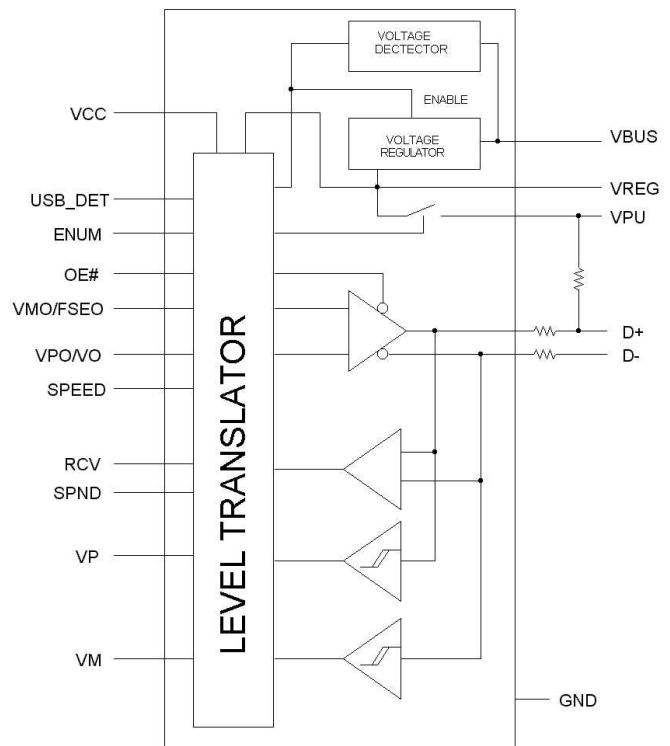 VOLTAGE
DECTECTOR
ENABLE
VCC
VOLTAGE
REGULATOR
VBUS
VREG
USB_DET
VPU
ENUM
OE#
VMO/FSEO
D+
VPO/VO
D-
SPEED
LEVEL TRANSLATOR
RCV
SPND
VP
VM
GND